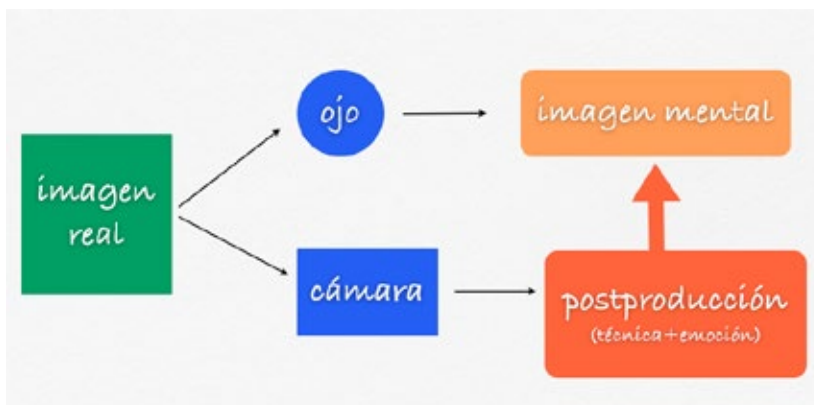 imagen
real
ojo
imagen mental
cámara
postproducción
(técnica+emoción)